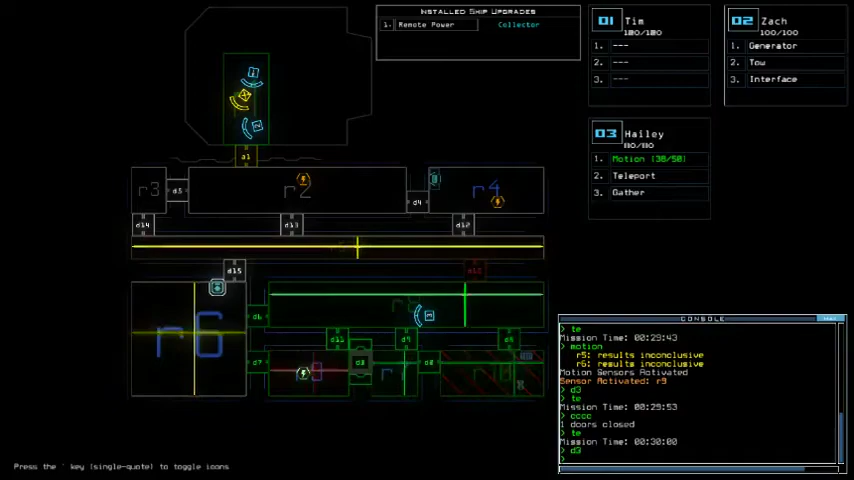 INSTALLED SHIP UPGRADES
1. Remote Power Collector
01 Tim
100/100
1. ---
2. ---
3. ---
02 Zach
100/100
1. Generator
2. Tow
3. Interface
03 Hailey
110/110
1. Motion (38/50)
2. Teleport
3. Gather
a1
r3
d5
r2
d4
r4
d14
d13
d12
d15
r6
d6
3
d11
d9
d7
d8
CONSOLE
> te
Mission Time: 00:29:43
> motion
r5: results inconclusive
r6: results inconclusive
Motion Sensors Activated
Sensor Activated: r9
> d3
> te
Mission Time: 00:29:53
> cccc
1 doors closed
> te
Mission Time: 00:30:00
> d3
>
Press the ' key (single-quote) to toggle icons